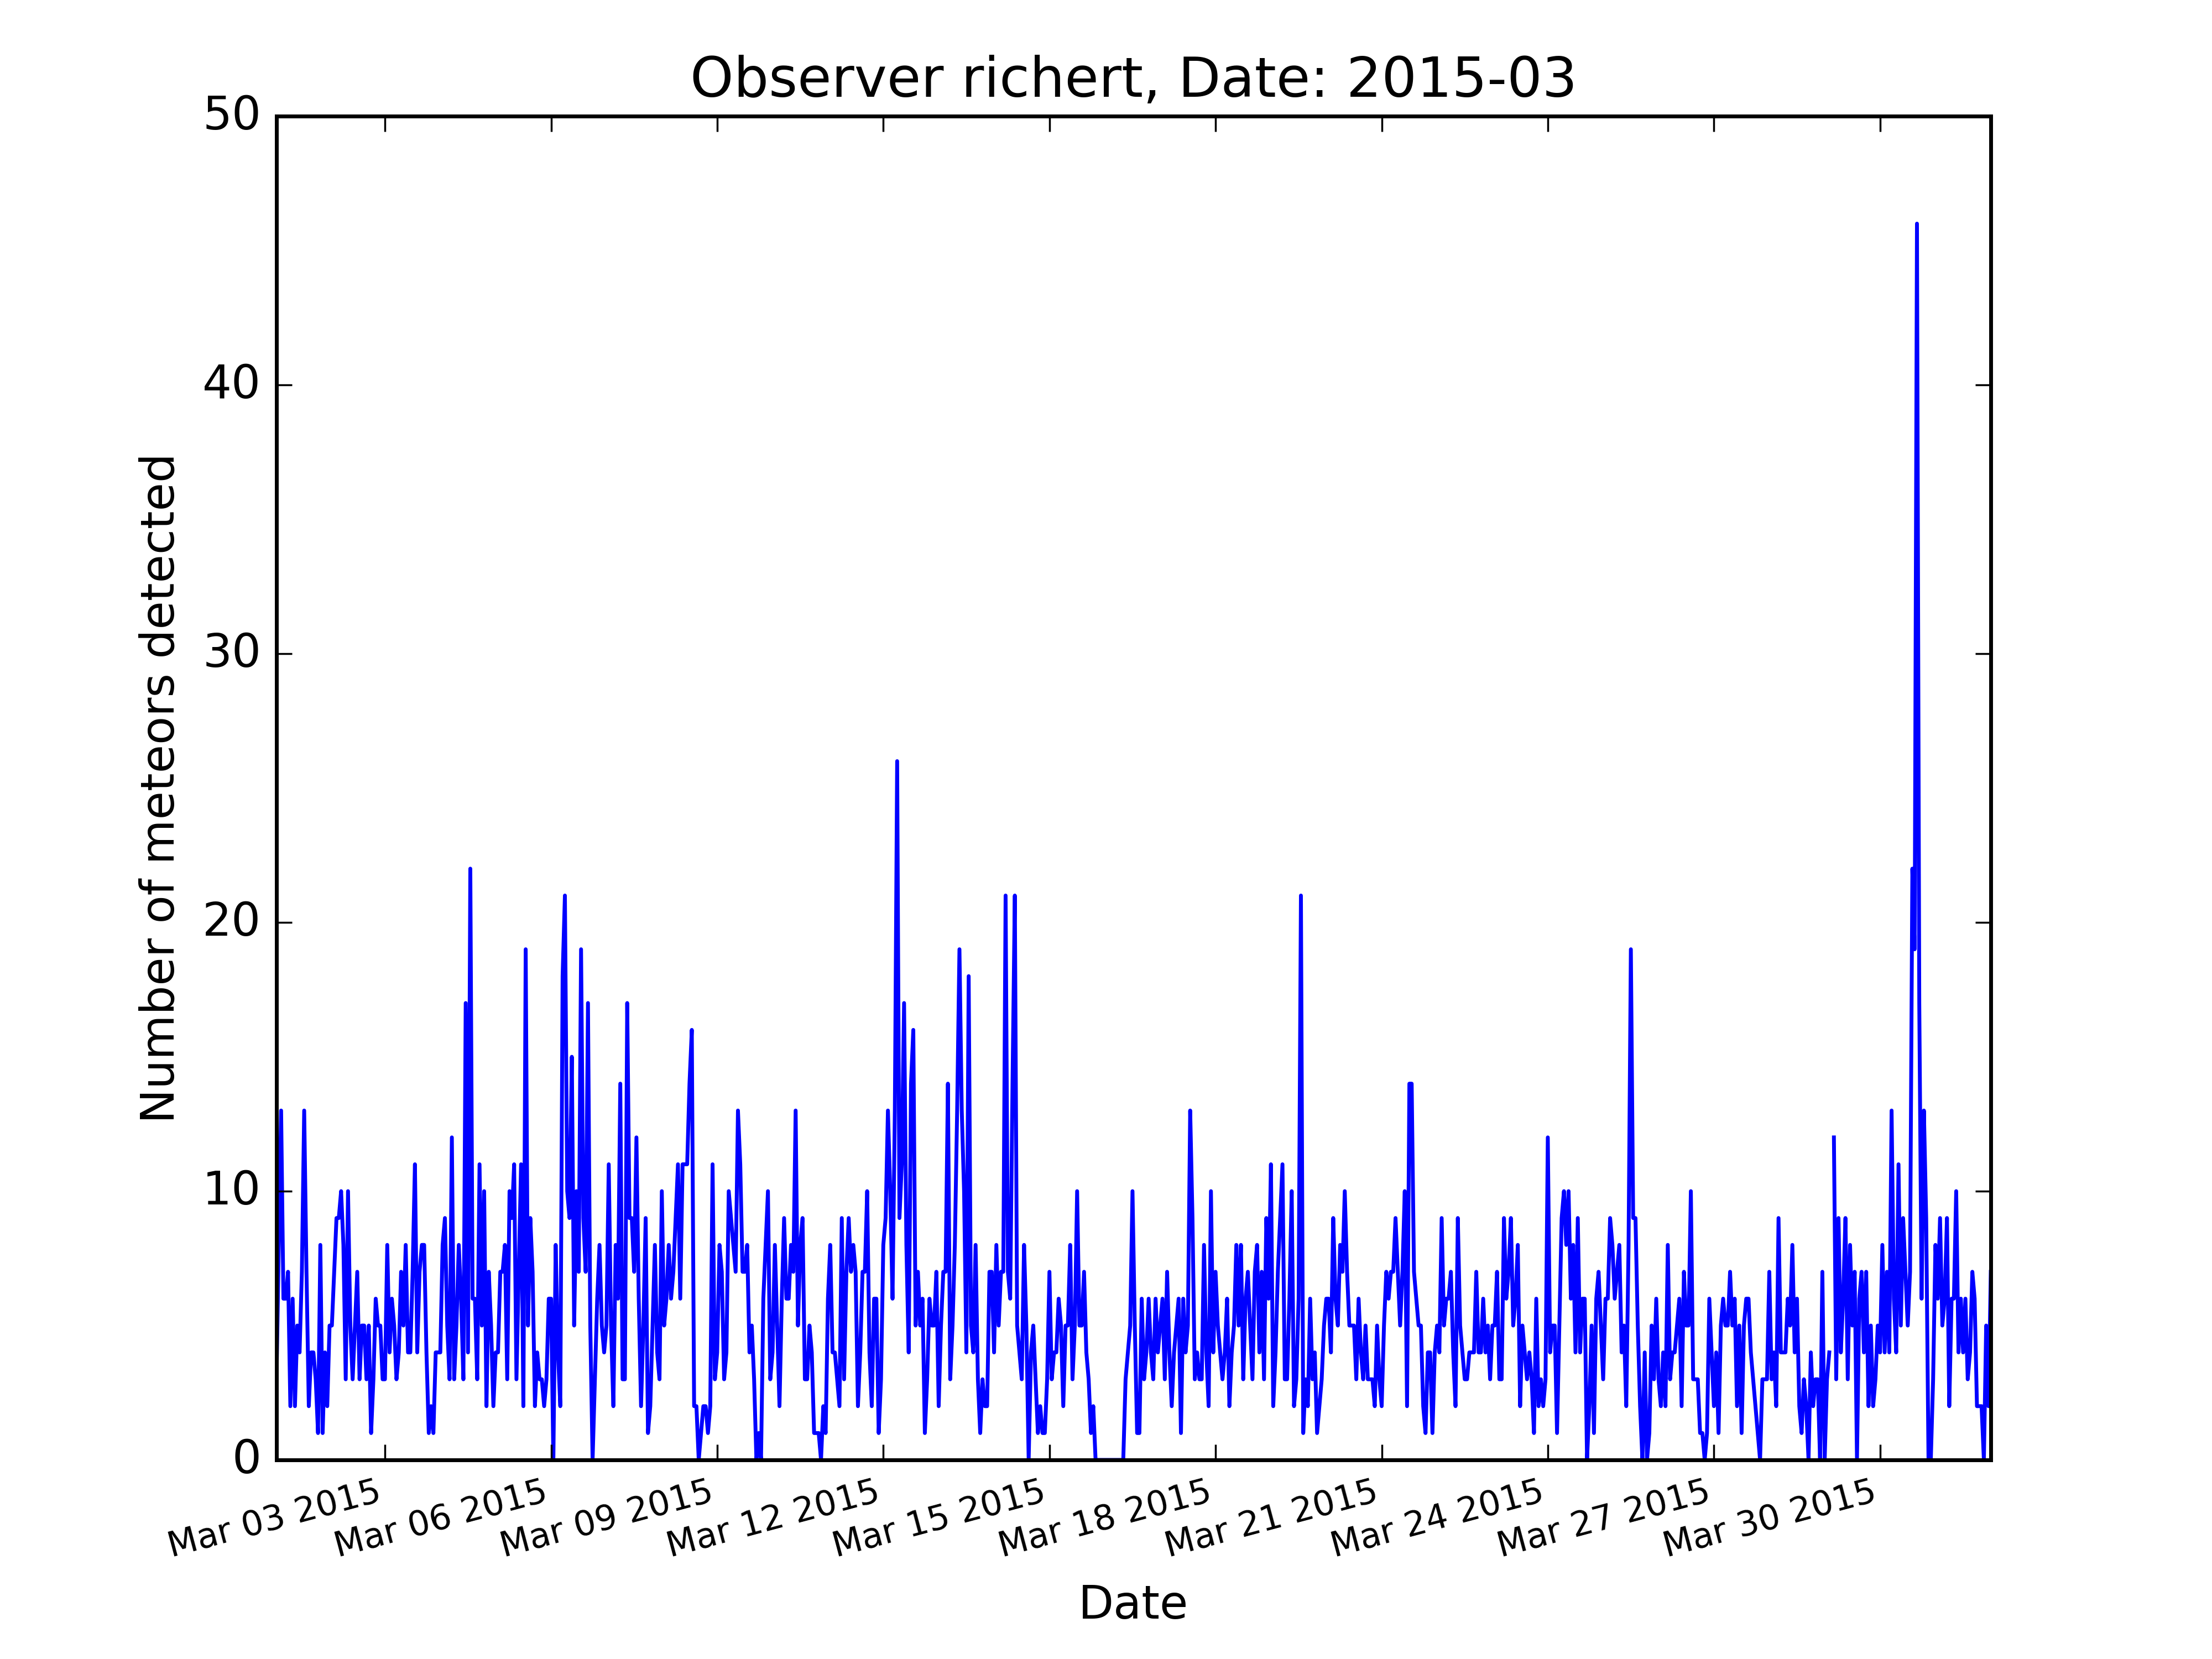 Observer richert, Date: 2015-03
50
40
30
20
10
0
Number of meteors detected
Mar 03 2015
Mar 06 2015
Mar 09 2015
Mar 12 2015
Mar 15 2015
Mar 18 2015
Mar 21 2015
Mar 24 2015
Mar 27 2015
Mar 30 2015
Date